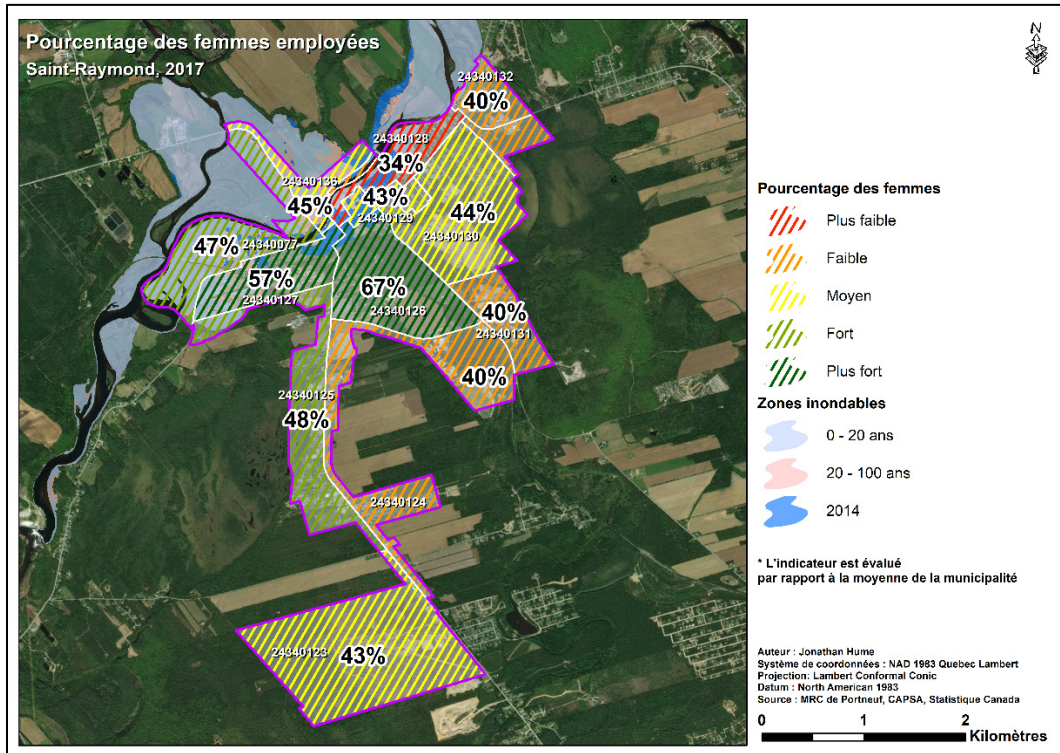 Pourcentage des femmes employées
Saint-Raymond, 2017
N
24340132
40%
24340128
34%
24340136
45%
43%
24340129
44%
24340130
47%
24340077
57%
24340127
67%
24340126
40%
24340131
40%
24340125
48%
24340124
24340123
43%
Pourcentage des femmes
Plus faible
Faible
Moyen
Fort
Plus fort
Zones inondables
0 - 20 ans
20 - 100 ans
2014
* L'indicateur est évalué
par rapport à la moyenne de la municipalité
Auteur : Jonathan Hume
Système de coordonnées : NAD 1983 Quebec Lambert
Projection: Lambert Conformal Conic
Datum : North American 1983
Source : MRC de Portneuf, CAPSA, Statistique Canada
0 1 2
Kilomètres